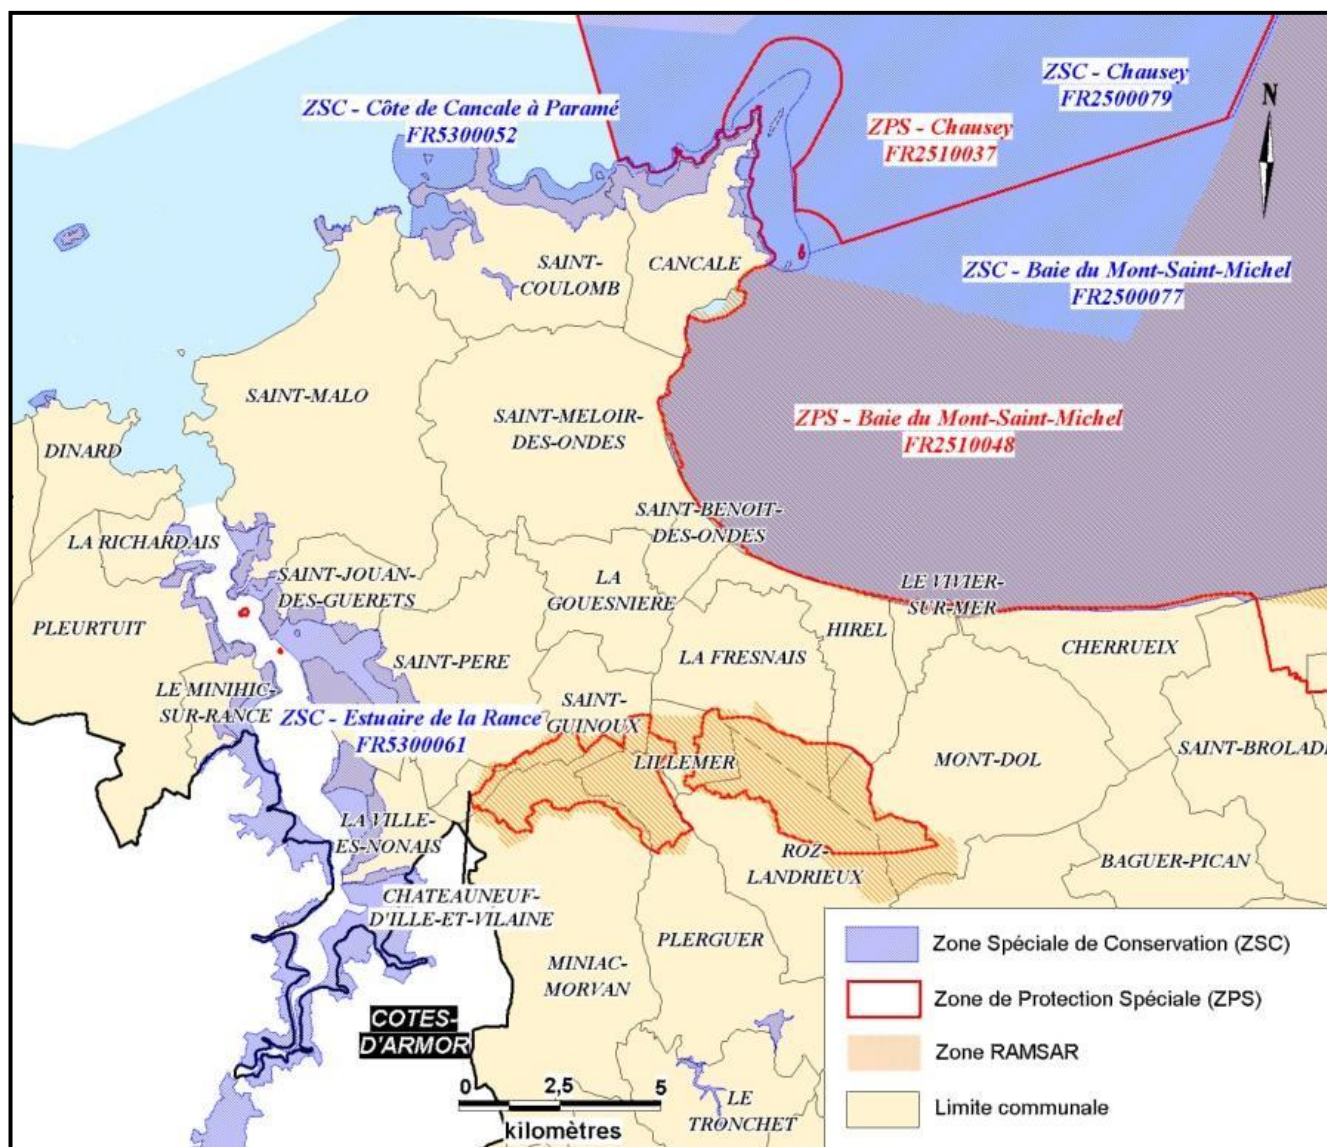 ZSC - Chausey
FR2500079
N
ZSC - Côte de Cancale à Paramé
FR5300052
ZPS - Chausey
FR2510037
ZSC - Baie du Mont-Saint-Michel
FR2500077
SAINT-
COULOMB
CANCALE
SAINT-MALO
SAINT-MELOIR-
DES-ONDES
ZPS - Baie du Mont-Saint-Michel
FR2510048
DINARD
SAINT-BENOIT-
DES-ONDES
LA RICHARDAIS
SAINT-JOUAN-
DES-GUERETS
LA
GOUESNIERE
LE VIVIER-
SUR-MER
PLEURTUIT
HIREL
CHERRUEIX
SAINT-PERE
LA FRESNAIS
LE MINIHIC-
SUR-RANCE
SAINT-
GUINOUX
ZSC - Estuaire de la Rance
FR5300061
LILLEMER
MONT-DOL
SAINT-BROLADE
LA VILLE-
ES-NONAIS
ROZ-
LANDRIEUX
BAGUER-PICAN
CHATEAUNEUF-
D'ILLE-ET-VILAINE
PLERGUER
MINIAC-
MORVAN
COTES-
D'ARMOR
LE
TRONCHET
0 2,5 5
kilomètres
Zone Spéciale de Conservation (ZSC)
Zone de Protection Spéciale (ZPS)
Zone RAMSAR
Limite communale